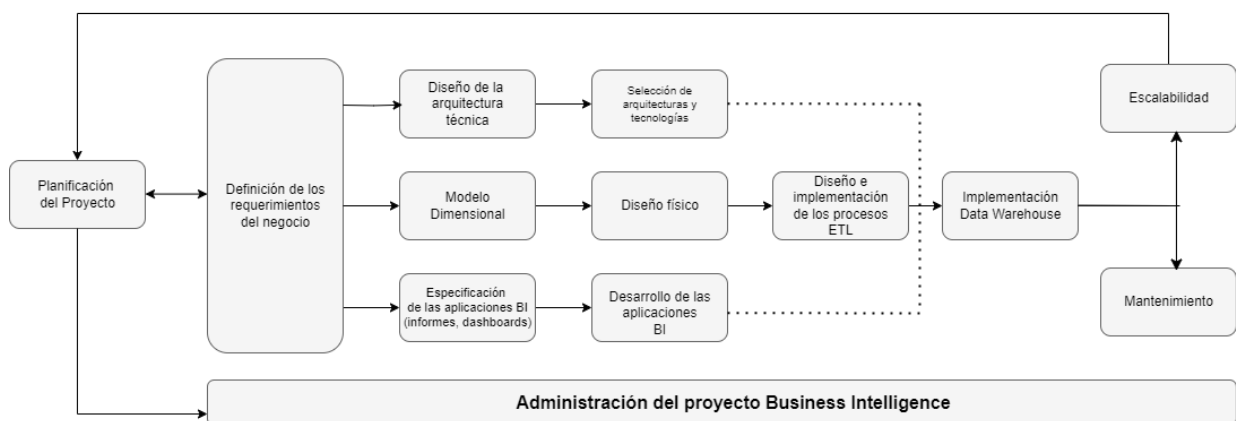 Planificación
del Proyecto
Definición de los
requerimientos
del negocio
Diseño de la
arquitectura
técnica
Selección de
arquitecturas y
tecnologías
Modelo
Dimensional
Diseño físico
Diseño e
implementación
de los procesos
ETL
Especificación
de las aplicaciones BI
(informes, dashboards)
Desarrollo de las
aplicaciones
BI
Implementación
Data Warehouse
Escalabilidad
Mantenimiento
Administración del proyecto Business Intelligence